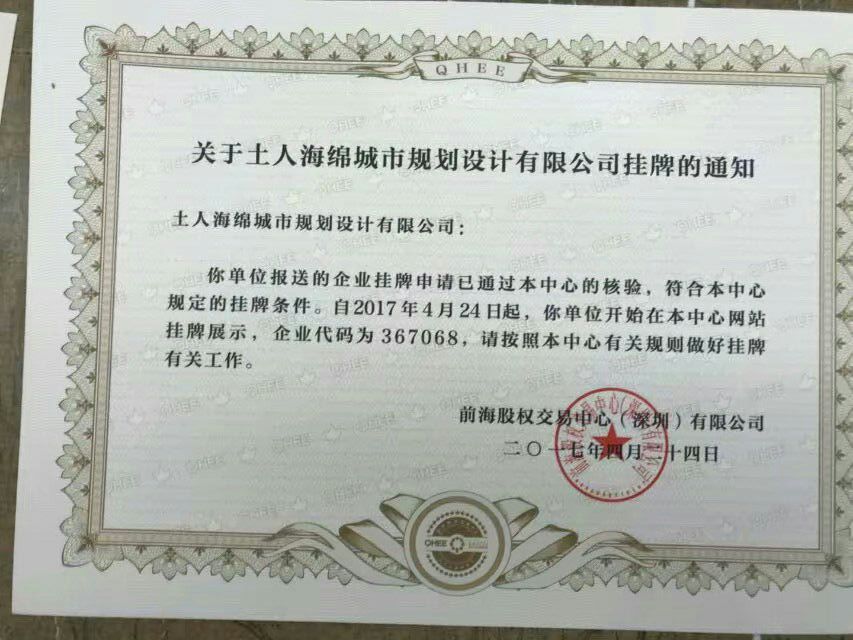 QHEE
关于土人海绵城市规划设计有限公司挂牌的通知
土人海绵城市规划设计有限公司：
你单位报送的企业挂牌申请已通过本中心的核验，符合本中心
规定的挂牌条件。自2017年4月24日起，你单位开始在本中心网站
挂牌展示，企业代码为367068，请按照本中心有关规则做好挂牌
有关工作。
前海股权交易中心（深圳）有限公司
二〇一七年四月二十四日
QHEE